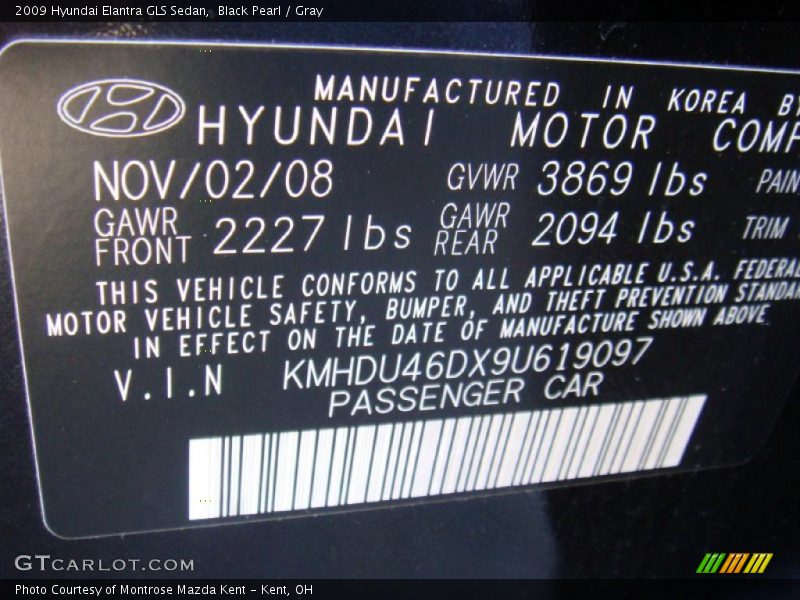 2009 Hyundai Elantra GLS Sedan, Black Pearl / Gray
MANUFACTURED IN KOREA BY
HYUNDAI MOTOR COMP
NOV/02/08 GVWR 3869 lbs PAIN
GAWR FRONT 2227 lbs GAWR REAR 2094 lbs TRIM
THIS VEHICLE CONFORMS TO ALL APPLICABLE U.S.A. FEDERAL
MOTOR VEHICLE SAFETY, BUMPER, AND THEFT PREVENTION STANDAR
IN EFFECT ON THE DATE OF MANUFACTURE SHOWN ABOVE
V.I.N KMHDU46DX9U619097
PASSENGER CAR
GTCARLOT.COM
Photo Courtesy of Montrose Mazda Kent - Kent, OH